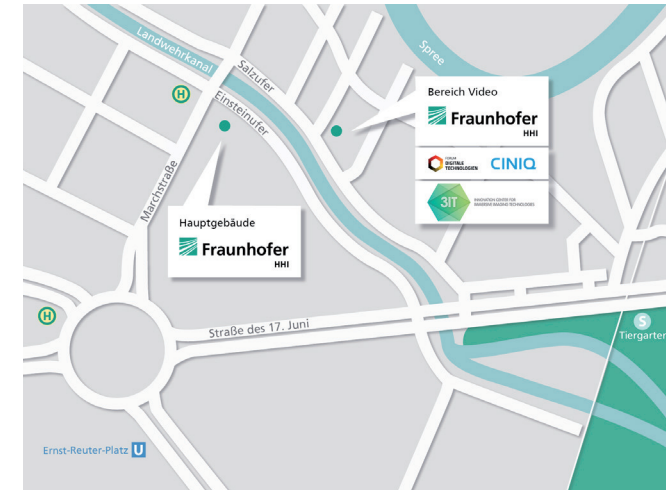 Landwehrkanal
Salzufer
Spree
H
Einsteinufer
Bereich Video
Fraunhofer
HHI
FORUM
DIGITALE
TECHNOLOGIEN
CINIQ
3IT
INNOVATION CENTER FOR
IMMERSIVE IMAGING TECHNOLOGIES
Marchstraße
Hauptgebäude
Fraunhofer
HHI
H
Straße des 17. Juni
S
Tiergarten
Ernst-Reuter-Platz U